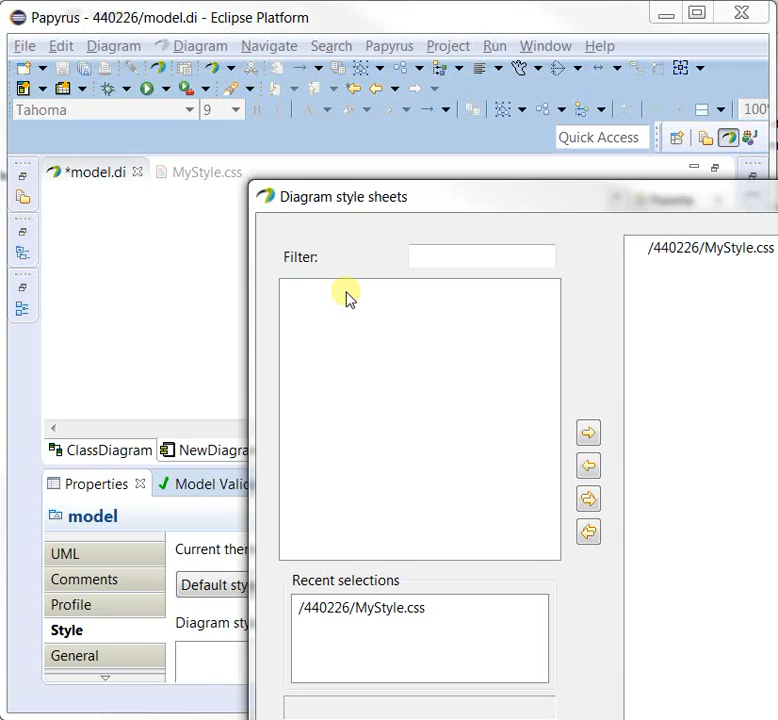 Papyrus - 440226/model.di - Eclipse Platform
File Edit Diagram Diagram Navigate Search Papyrus Project Run Window Help
Tahoma 9 100%
Quick Access
*model.di MyStyle.css
Diagram style sheets
Filter:
/440226/MyStyle.css
ClassDiagram NewDiagra
Properties Model Valid
model
UML
Comments
Profile
Style
General
Current them
Default sty
Diagram sty
Recent selections
/440226/MyStyle.css